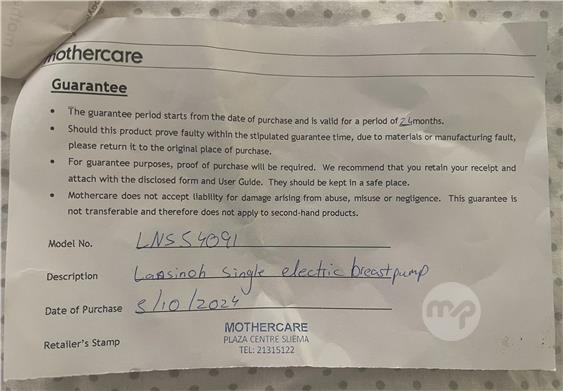 mothercare
Guarantee
• The guarantee period starts from the date of purchase and is valid for a period of 24 months.
• Should this product prove faulty within the stipulated guarantee time, due to materials or manufacturing fault,
please return it to the original place of purchase.
• For guarantee purposes, proof of purchase will be required. We recommend that you retain your receipt and
attach with the disclosed form and User Guide. They should be kept in a safe place.
• Mothercare does not accept liability for damage arising from abuse, misuse or negligence. This guarantee is
not transferable and therefore does not apply to second-hand products.
Model No. LNSS4091
Description Lansinoh single electric breastpump
Date of Purchase 3/10/2024
Retailer's Stamp
MOTHERCARE
PLAZA CENTRE SLIEMA
TEL: 21315122
mp